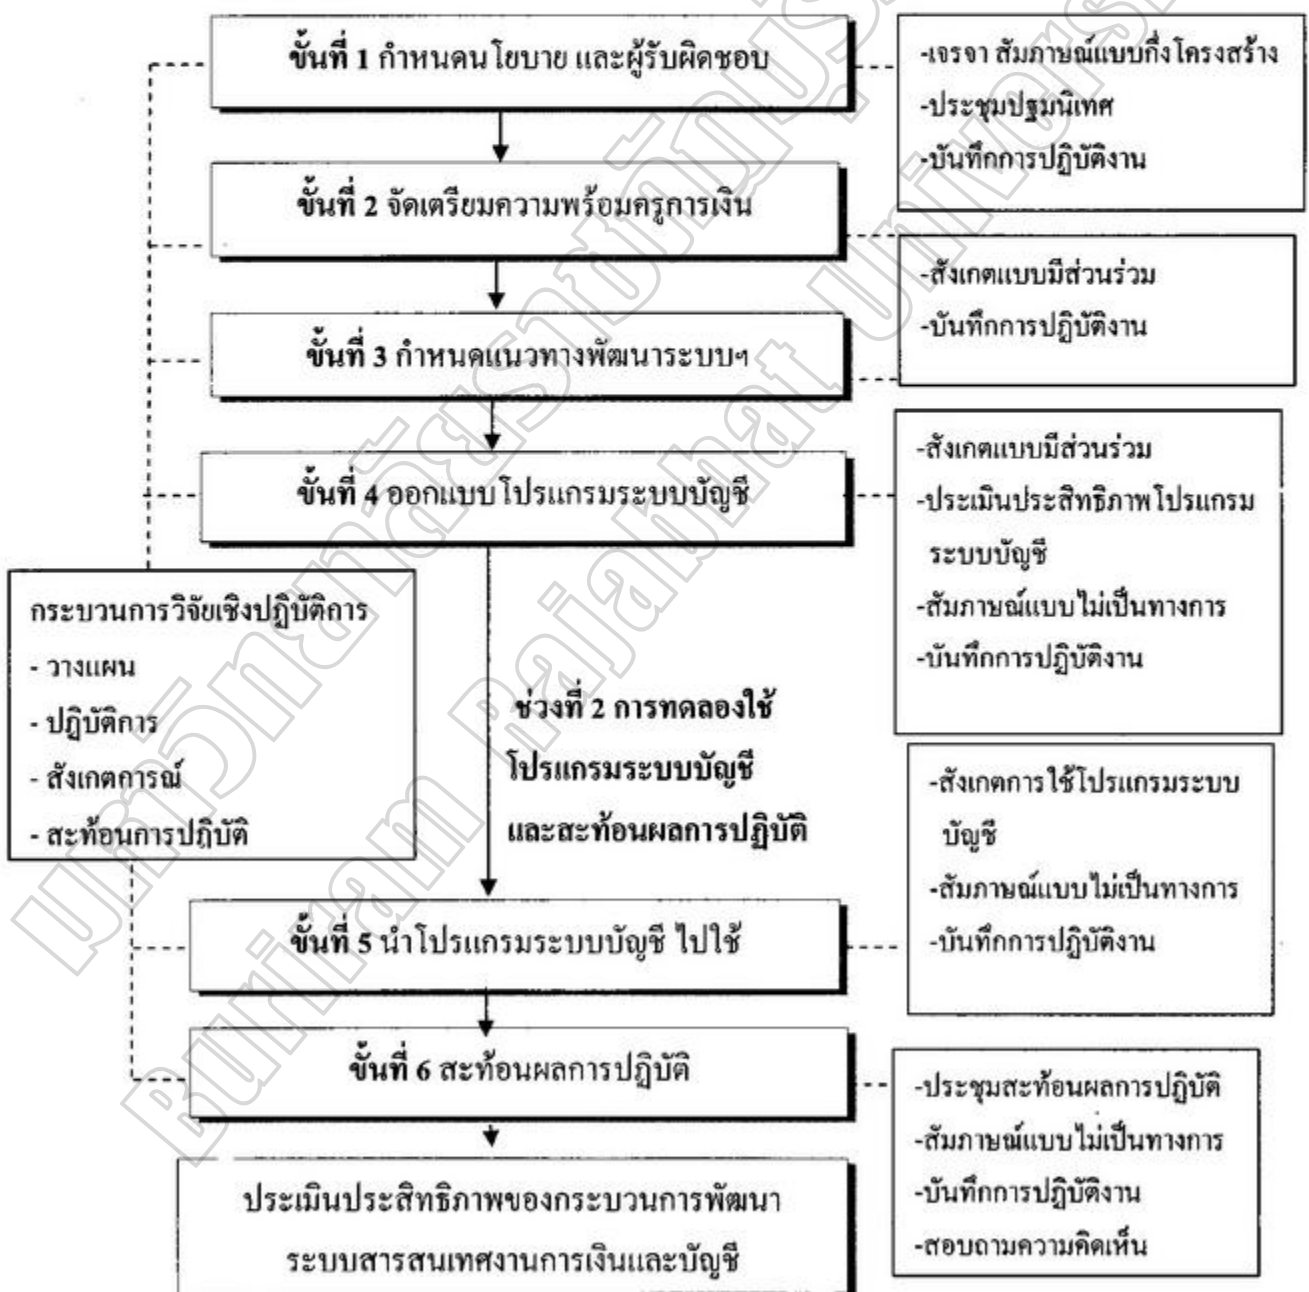 ขั้นที่ 1 กำหนดนโยบาย และผู้รับผิดชอบ
-เจรจา สัมภาษณ์แบบกึ่งโครงสร้าง
-ประชุมปฐมนิเทศ
-บันทึกการปฏิบัติงาน
ขั้นที่ 2 จัดเตรียมความพร้อมครูการเงิน
-สังเกตแบบมีส่วนร่วม
-บันทึกการปฏิบัติงาน
ขั้นที่ 3 กำหนดแนวทางพัฒนาระบบฯ
ขั้นที่ 4 ออกแบบโปรแกรมระบบบัญชี
-สังเกตแบบมีส่วนร่วม
-ประเมินประสิทธิภาพโปรแกรม
ระบบบัญชี
-สัมภาษณ์แบบไม่เป็นทางการ
-บันทึกการปฏิบัติงาน
กระบวนการวิจัยเชิงปฏิบัติการ
- วางแผน
- ปฏิบัติการ
- สังเกตการณ์
- สะท้อนการปฏิบัติ
ช่วงที่ 2 การทดลองใช้
โปรแกรมระบบบัญชี
และสะท้อนผลการปฏิบัติ
-สังเกตการใช้โปรแกรมระบบ
บัญชี
-สัมภาษณ์แบบไม่เป็นทางการ
-บันทึกการปฏิบัติงาน
ขั้นที่ 5 นำโปรแกรมระบบบัญชี ไปใช้
ขั้นที่ 6 สะท้อนผลการปฏิบัติ
-ประชุมสะท้อนผลการปฏิบัติ
-สัมภาษณ์แบบไม่เป็นทางการ
-บันทึกการปฏิบัติงาน
-สอบถามความคิดเห็น
ประเมินประสิทธิภาพของกระบวนการพัฒนา
ระบบสารสนเทศงานการเงินและบัญชี
Buriram Rajabhat